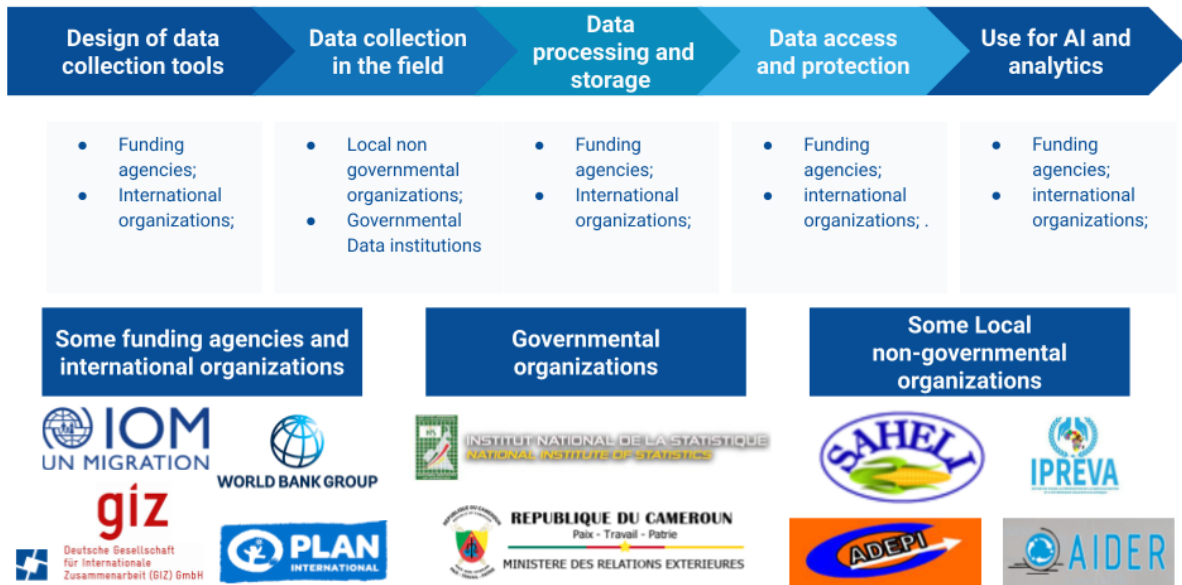 Design of data
collection tools
Data collection
in the field
Data
processing and
storage
Data access
and protection
Use for AI and
analytics
● Funding
agencies;
● International
organizations;
● Local non
governmental
organizations;
● Governmental
Data institutions
● Funding
agencies;
● International
organizations;
● Funding
agencies;
● international
organizations; .
● Funding
agencies;
● international
organizations;
Some funding agencies and
international organizations
Governmental
organizations
Some Local
non-governmental
organizations
IOM
UN MIGRATION
WORLD BANK GROUP
giz
Deutsche Gesellschaft
für Internationale
Zusammenarbeit (GIZ) GmbH
PLAN
INTERNATIONAL
INSTITUT NATIONAL DE LA STATISTIQUE
NATIONAL INSTITUTE OF STATISTICS
REPUBLIQUE DU CAMEROUN
Paix - Travail - Patrie
MINISTERE DES RELATIONS EXTERIEURES
SAHELI
IPREVA
ADEPI
AIDER